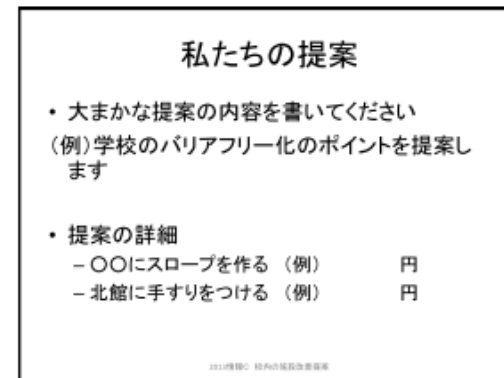 私たちの提案
• 大まかな提案の内容を書いてください
(例)学校のバリアフリー化のポイントを提案し
ます
• 提案の詳細
– 〇〇にスロープを作る （例） 円
– 北館に手すりをつける （例） 円